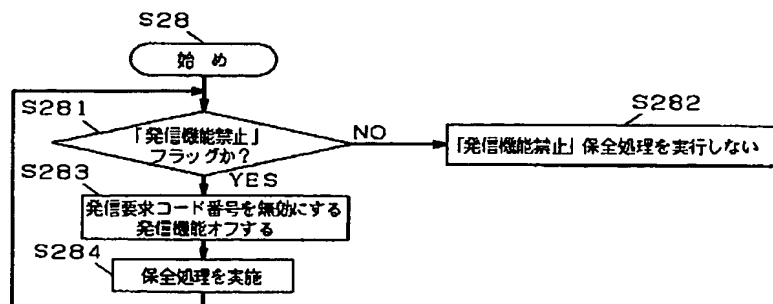 S28
始め
S281
「発信機能禁止」
フラッグか?
NO
S282
「発信機能禁止」保全処理を実行しない
YES
S283
発信要求コード番号を無効にする
発信機能オフする
S284
保全処理を実施